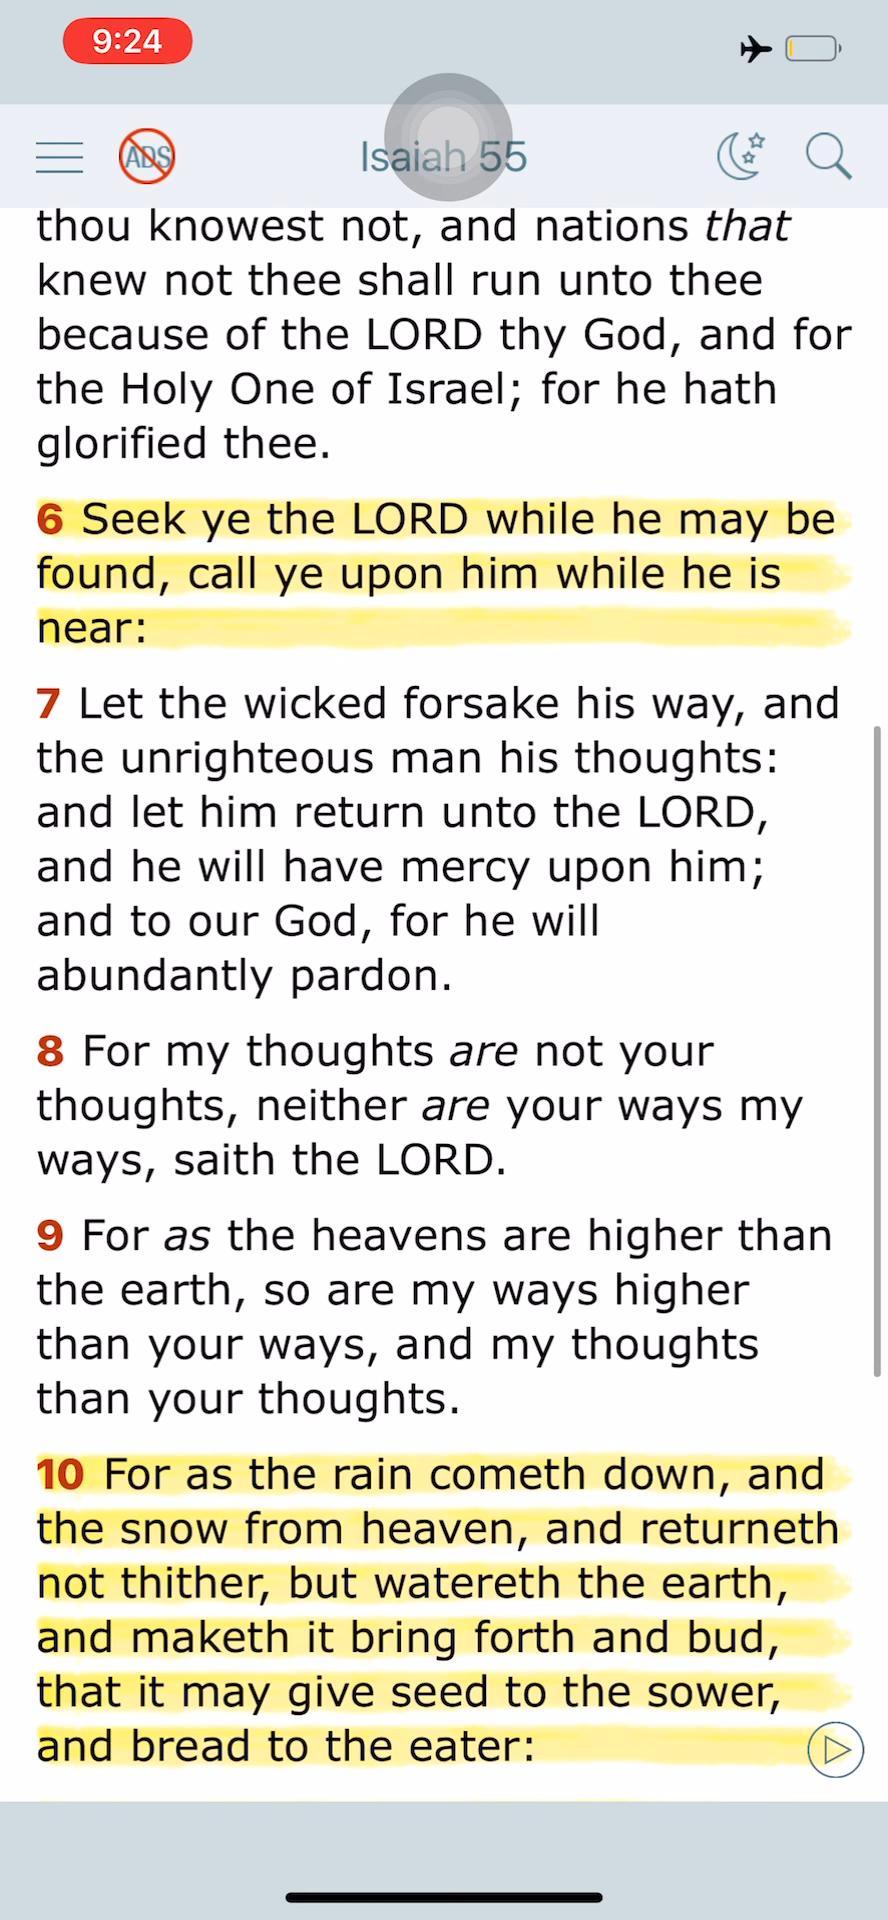 9:24
ADS
Isaiah 55
thou knowest not, and nations that
knew not thee shall run unto thee
because of the LORD thy God, and for
the Holy One of Israel; for he hath
glorified thee.
6 Seek ye the LORD while he may be
found, call ye upon him while he is
near:
7 Let the wicked forsake his way, and
the unrighteous man his thoughts:
and let him return unto the LORD,
and he will have mercy upon him;
and to our God, for he will
abundantly pardon.
8 For my thoughts are not your
thoughts, neither are your ways my
ways, saith the LORD.
9 For as the heavens are higher than
the earth, so are my ways higher
than your ways, and my thoughts
than your thoughts.
10 For as the rain cometh down, and
the snow from heaven, and returneth
not thither, but watereth the earth,
and maketh it bring forth and bud,
that it may give seed to the sower,
and bread to the eater: